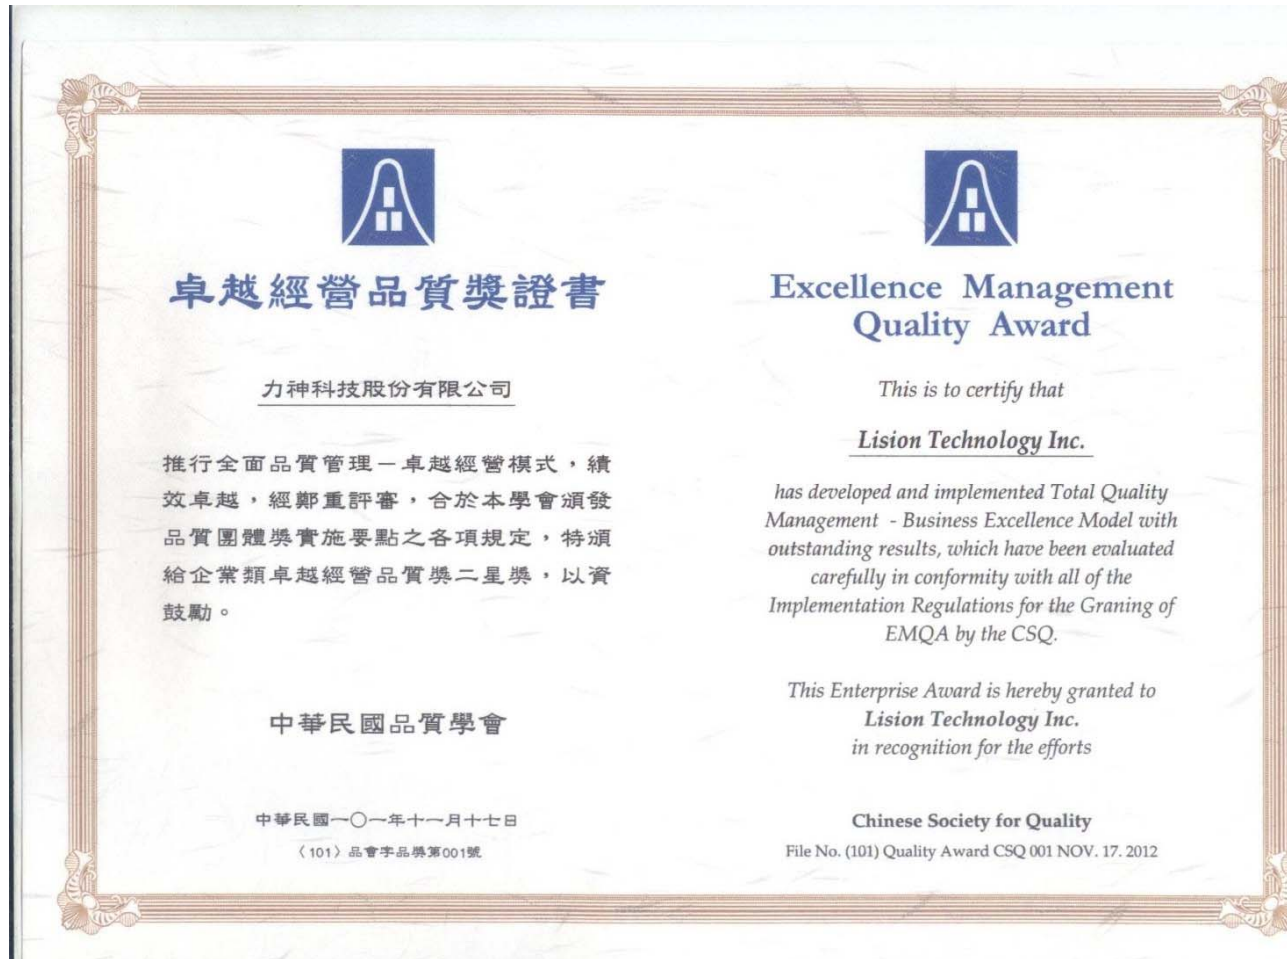 卓越經營品質獎證書
力神科技股份有限公司
推行全面品質管理－卓越經營模式，績
效卓越，經鄭重評審，合於本學會頒發
品質團體獎實施要點之各項規定，特頒
給企業類卓越經營品質獎二星獎，以資
鼓勵。
中華民國品質學會
中華民國一〇一年十一月十七日
〈101〉品會字品獎第001號
Excellence Management
Quality Award
This is to certify that
Lision Technology Inc.
has developed and implemented Total Quality
Management - Business Excellence Model with
outstanding results, which have been evaluated
carefully in conformity with all of the
Implementation Regulations for the Graning of
EMQA by the CSQ.
This Enterprise Award is hereby granted to
Lision Technology Inc.
in recognition for the efforts
Chinese Society for Quality
File No. (101) Quality Award CSQ 001 NOV. 17. 2012